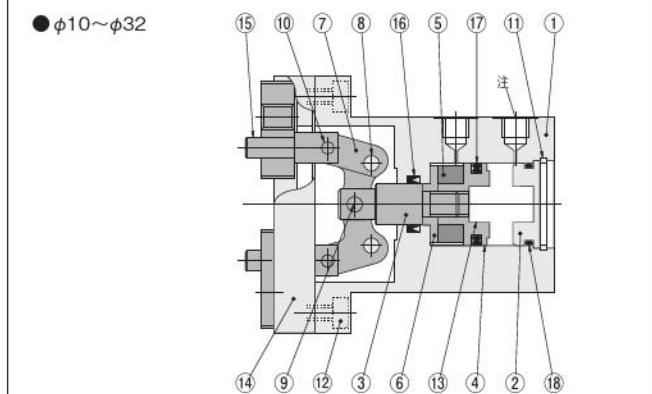 ●φ10～φ32
⑮ ⑩ ⑦ ⑧ ⑯ ⑤ ⑰ ⑪ ①
注
⑭ ⑨ ⑫ ③ ⑥ ⑬ ④ ② ⑱